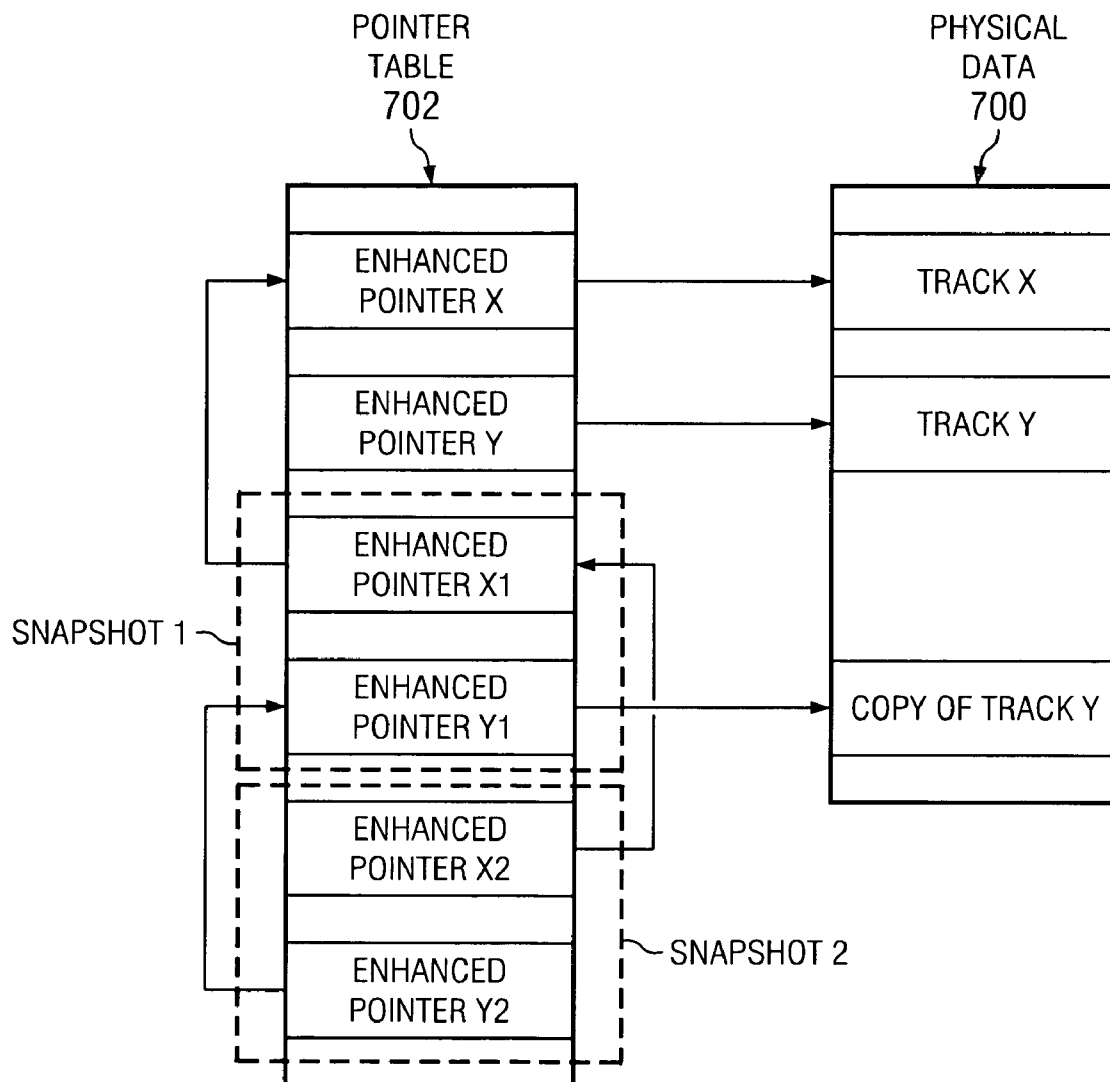 POINTER
TABLE
702
PHYSICAL
DATA
700
ENHANCED
POINTER X
TRACK X
ENHANCED
POINTER Y
TRACK Y
ENHANCED
POINTER X1
SNAPSHOT 1
ENHANCED
POINTER Y1
COPY OF TRACK Y
ENHANCED
POINTER X2
SNAPSHOT 2
ENHANCED
POINTER Y2